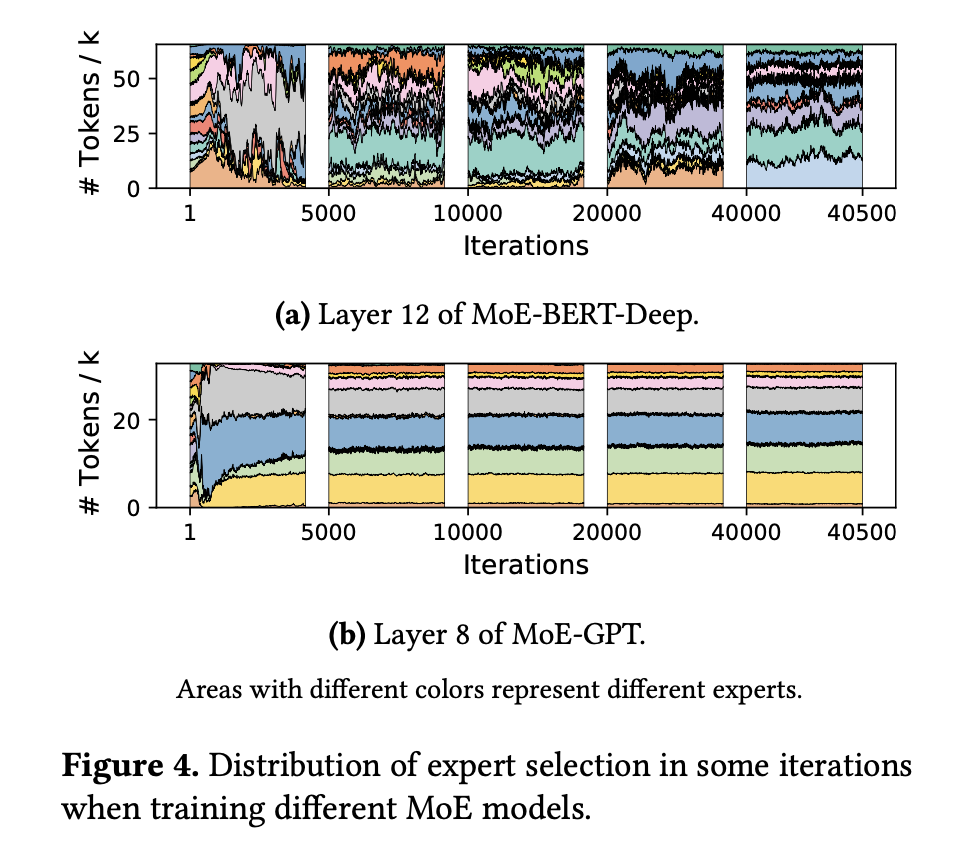 # Tokens / k
50
25
0
1 5000 10000 20000 40000 40500
Iterations
(a) Layer 12 of MoE-BERT-Deep.
# Tokens / k
20
0
1 5000 10000 20000 40000 40500
Iterations
(b) Layer 8 of MoE-GPT.
Areas with different colors represent different experts.
Figure 4. Distribution of expert selection in some iterations
when training different MoE models.